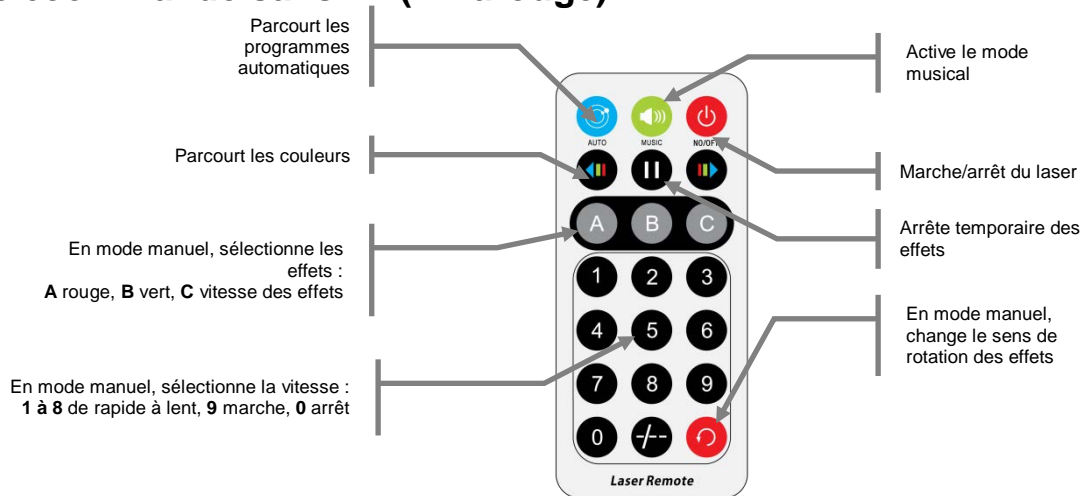 Parcourt les
programmes
automatiques
Active le mode
musical
Parcourt les couleurs
Marche/arrêt du laser
En mode manuel, sélectionne les
effets :
A rouge, B vert, C vitesse des effets
Arrête temporaire des
effets
En mode manuel,
change le sens de
rotation des effets
En mode manuel, sélectionne la vitesse :
1 à 8 de rapide à lent, 9 marche, 0 arrêt
AUTO MUSIC NO/OFF
A B C
1 2 3
4 5 6
7 8 9
0 -/--
Laser Remote